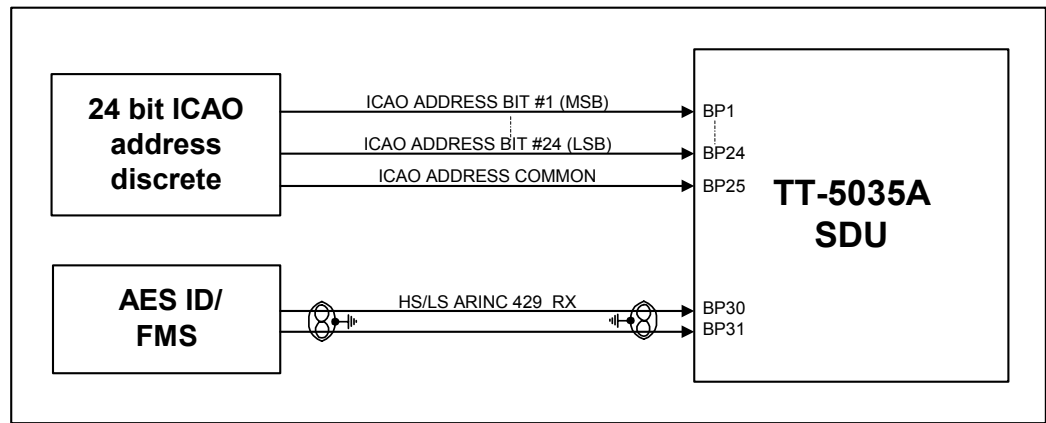 24 bit ICAO
address
discrete
ICAO ADDRESS BIT #1 (MSB)
ICAO ADDRESS BIT #24 (LSB)
ICAO ADDRESS COMMON
BP1
BP24
BP25
TT-5035A
SDU
AES ID/
FMS
HS/LS ARINC 429 RX
BP30
BP31